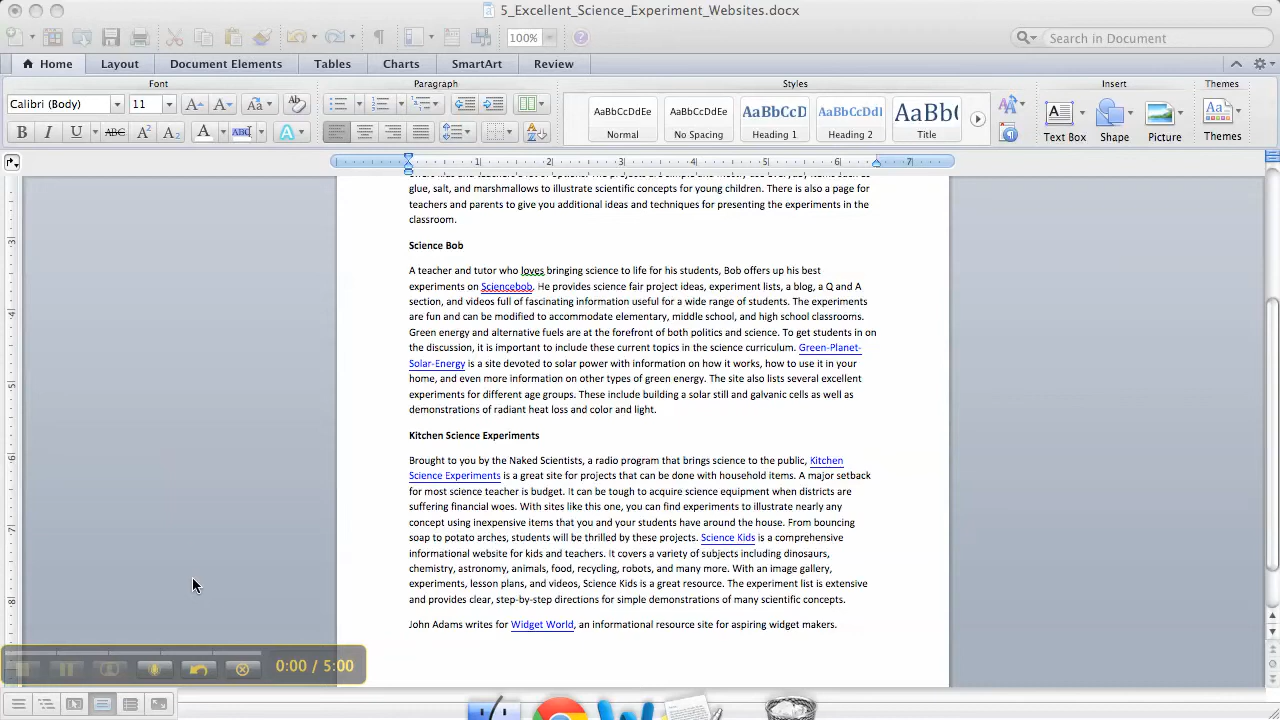 5_Excellent_Science_Experiment_Websites.docx
100%
Search in Document
Home Layout Document Elements Tables Charts SmartArt Review
Font Paragraph Styles Insert Themes
Calibri (Body) 11
AaBbCcDdEe AaBbCcDdEe AaBbCcD AaBbCcDdI AaBb(
Normal No Spacing Heading 1 Heading 2 Title
Text Box Shape Picture Themes
1 2 3 4 5 6 7
glue, salt, and marshmallows to illustrate scientific concepts for young children. There is also a page for
teachers and parents to give you additional ideas and techniques for presenting the experiments in the
classroom.
Science Bob
A teacher and tutor who loves bringing science to life for his students, Bob offers up his best
experiments on Sciencebob. He provides science fair project ideas, experiment lists, a blog, a Q and A
section, and videos full of fascinating information useful for a wide range of students. The experiments
are fun and can be modified to accommodate elementary, middle school, and high school classrooms.
Green energy and alternative fuels are at the forefront of both politics and science. To get students in on
the discussion, it is important to include these current topics in the science curriculum. Green-Planet-
Solar-Energy is a site devoted to solar power with information on how it works, how to use it in your
home, and even more information on other types of green energy. The site also lists several excellent
experiments for different age groups. These include building a solar still and galvanic cells as well as
demonstrations of radiant heat loss and color and light.
Kitchen Science Experiments
Brought to you by the Naked Scientists, a radio program that brings science to the public, Kitchen
Science Experiments is a great site for projects that can be done with household items. A major setback
for most science teacher is budget. It can be tough to acquire science equipment when districts are
suffering financial woes. With sites like this one, you can find experiments to illustrate nearly any
concept using inexpensive items that you and your students have around the house. From bouncing
soap to potato arches, students will be thrilled by these projects. Science Kids is a comprehensive
informational website for kids and teachers. It covers a variety of subjects including dinosaurs,
chemistry, astronomy, animals, food, recycling, robots, and many more. With an image gallery,
experiments, lesson plans, and videos, Science Kids is a great resource. The experiment list is extensive
and provides clear, step-by-step directions for simple demonstrations of many scientific concepts.
John Adams writes for Widget World, an informational resource site for aspiring widget makers.
3
4
5
6
7
8
0:00 / 5:00